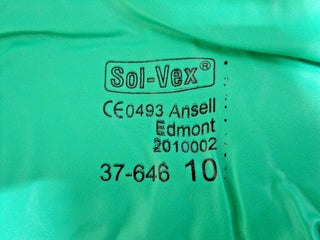 Sol-Vex®
CE0493 Ansell
Edmont
2010002
37-646 10